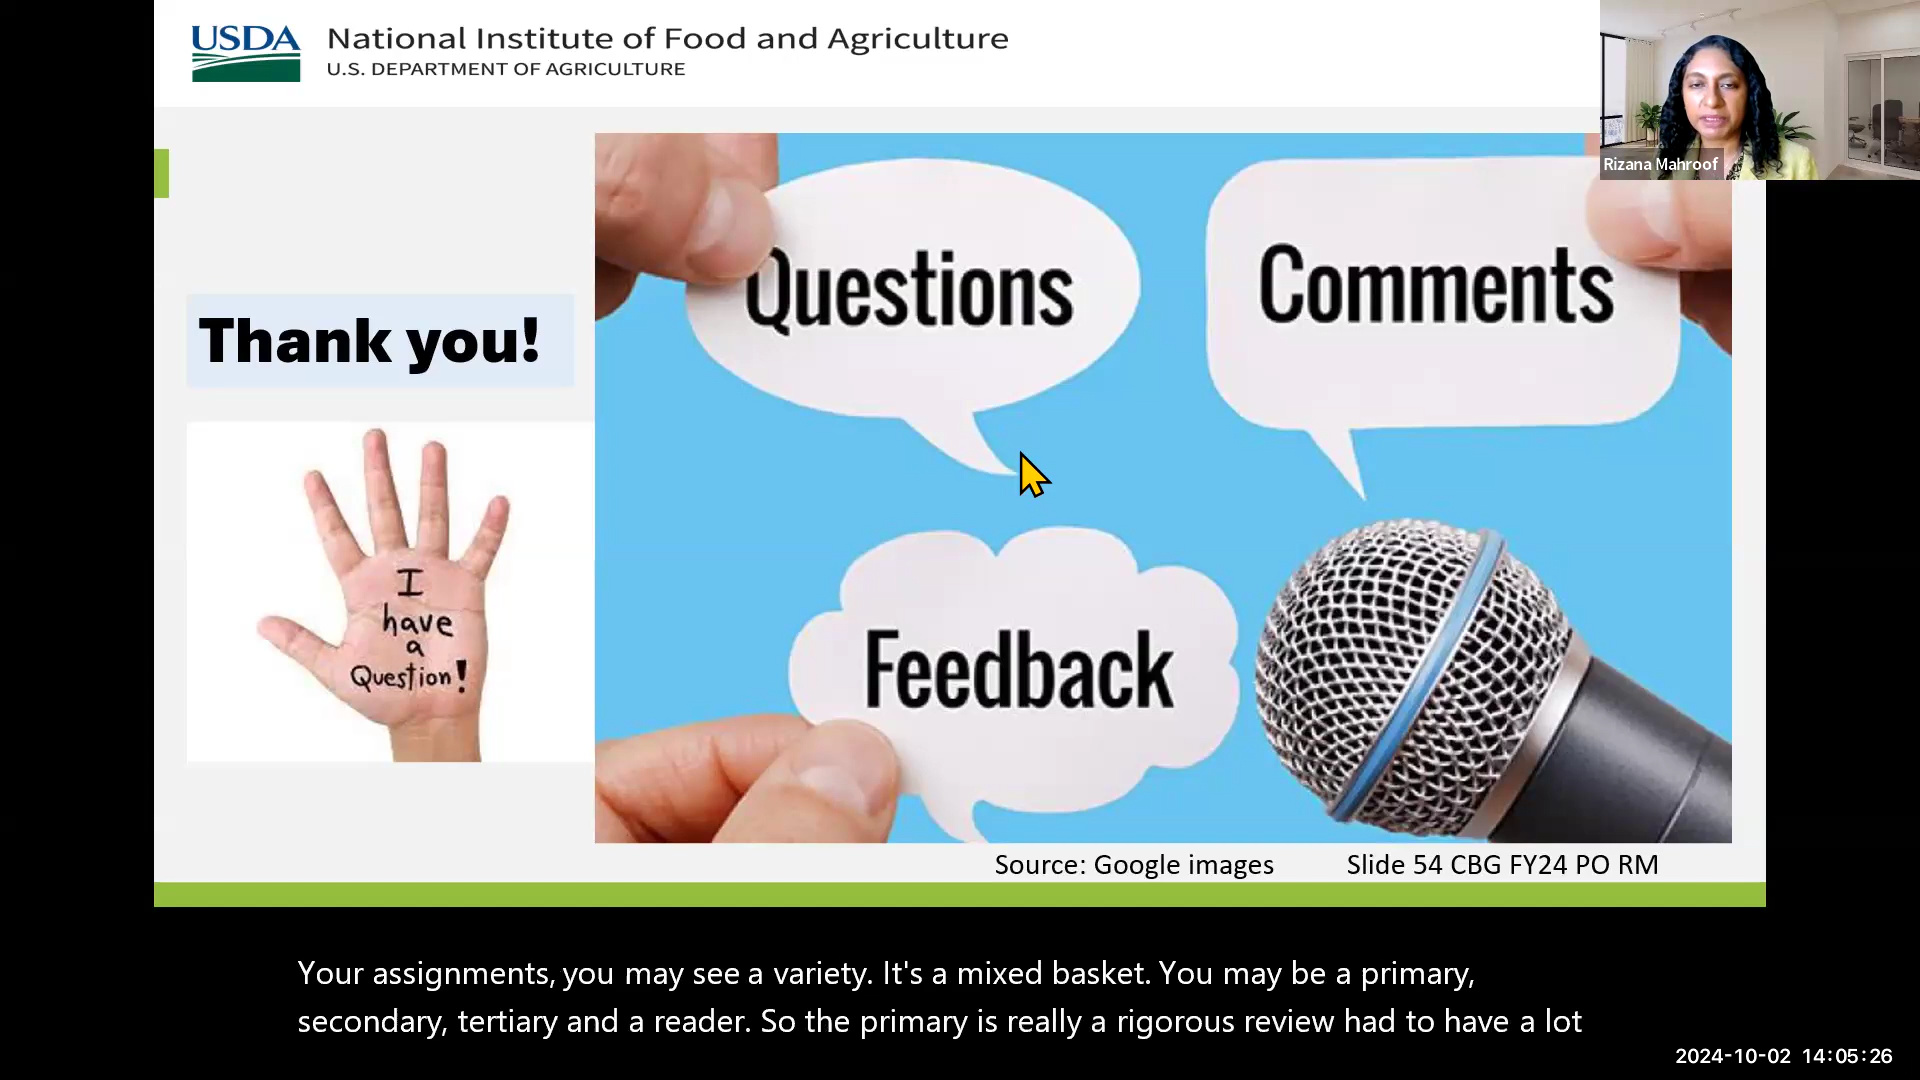 USDA
National Institute of Food and Agriculture
U.S. DEPARTMENT OF AGRICULTURE
Rizana Mahroof
Questions
Comments
Thank you!
I
have
a
Question!
Feedback
Source: Google images
Slide 54 CBG FY24 PO RM
Your assignments, you may see a variety. It's a mixed basket. You may be a primary,
secondary, tertiary and a reader. So the primary is really a rigorous review had to have a lot
2024-10-02 14:05:26